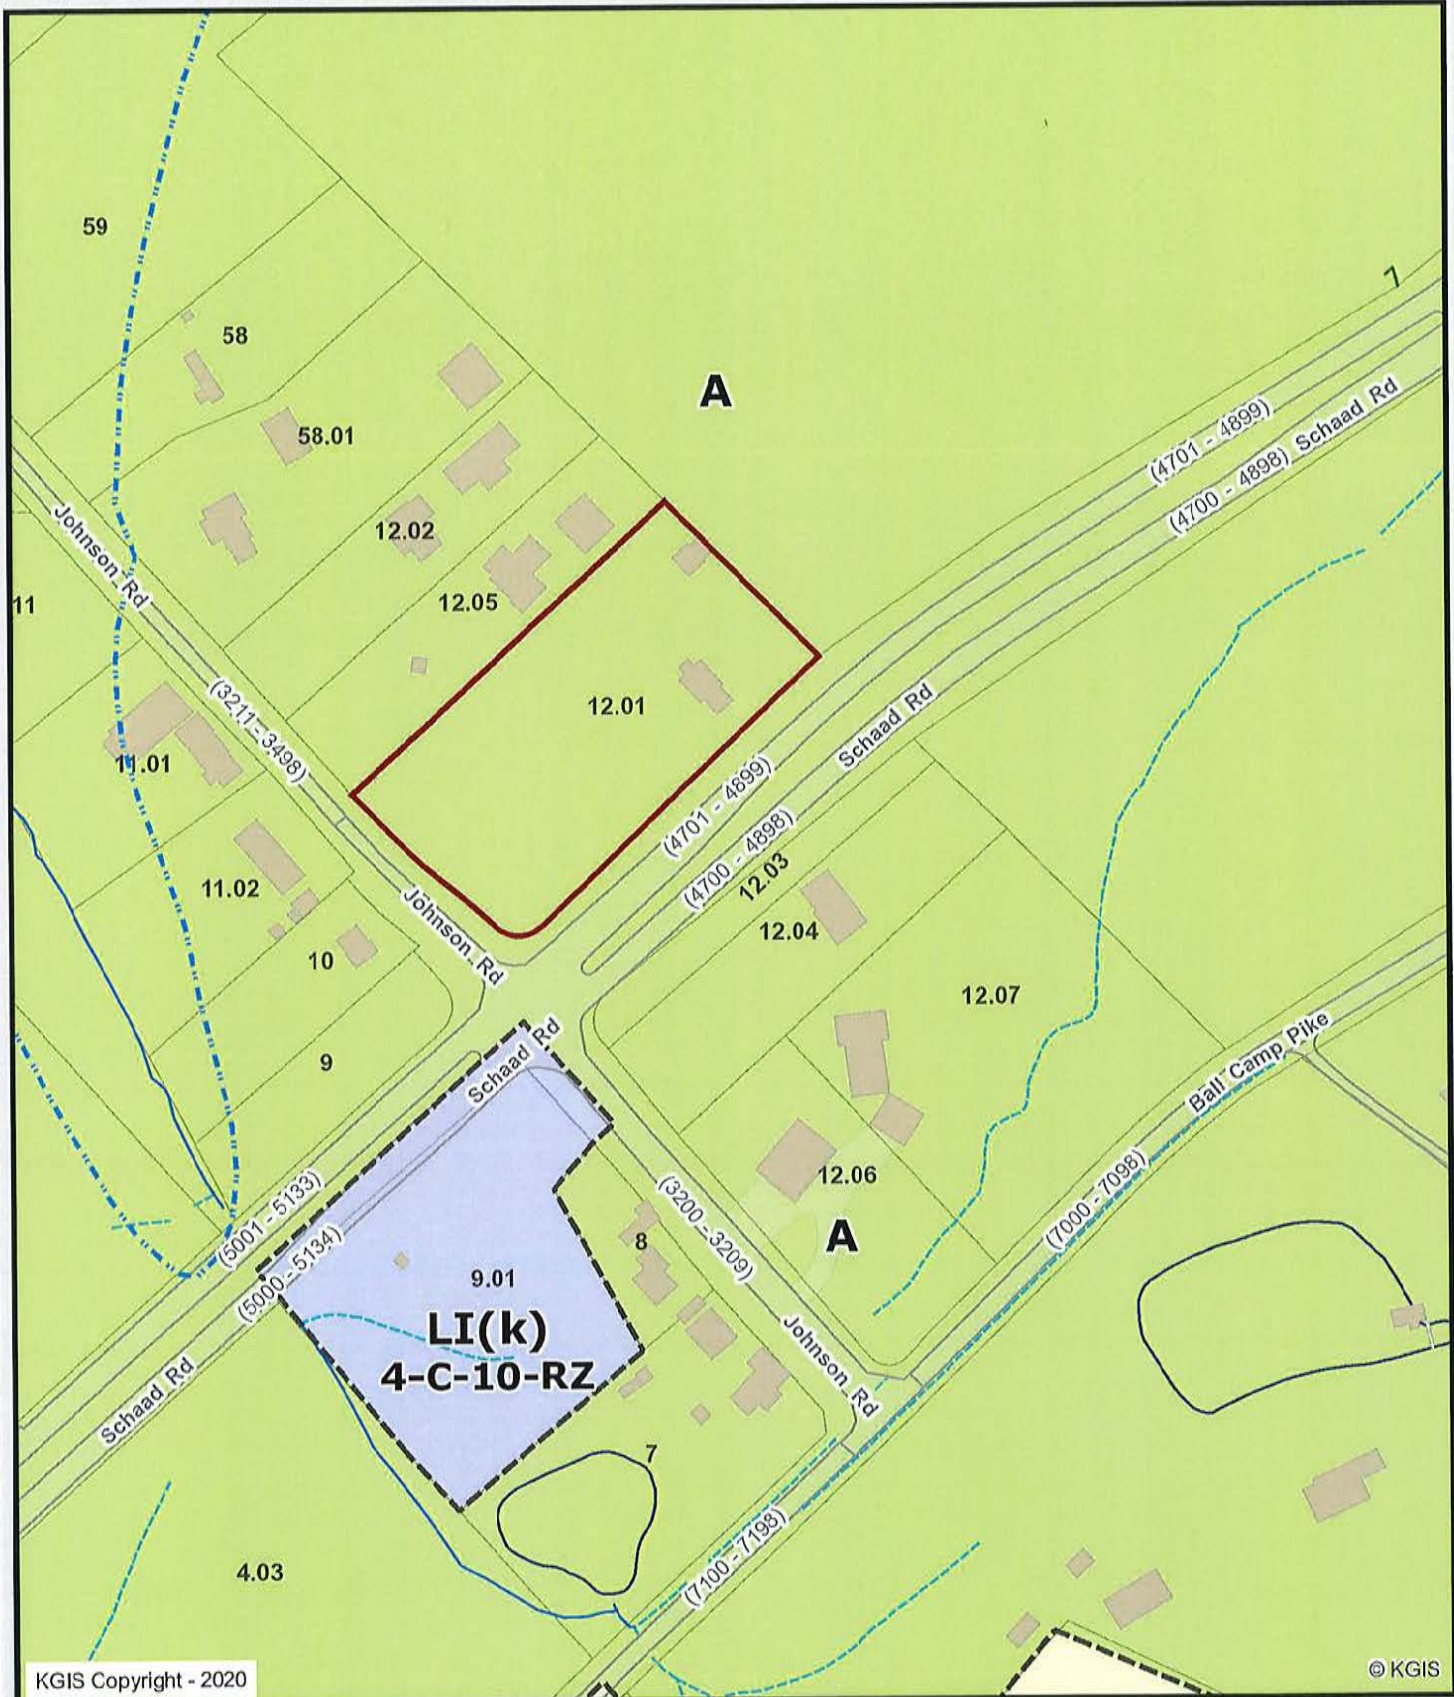 59
7
58
A
(4701 - 4899)
Schaad Rd
(4700 - 4898)
58.01
Johnson Rd
12.02
11
12.05
(3211 - 3498)
12.01
Schaad Rd
11.01
(4701 - 4899)
(4700 - 4898)
12.03
11.02
Johnson Rd
12.04
10
12.07
9
Schaad Rd
Ball Camp Pike
12.06
(5001 - 5133)
(3200 - 3209)
(7000 - 7098)
8
A
9.01
(5000 - 5134)
LI(k)
4-C-10-RZ
Johnson Rd
Schaad Rd
7
4.03
(7100 - 7198)
KGIS Copyright - 2020
© KGIS